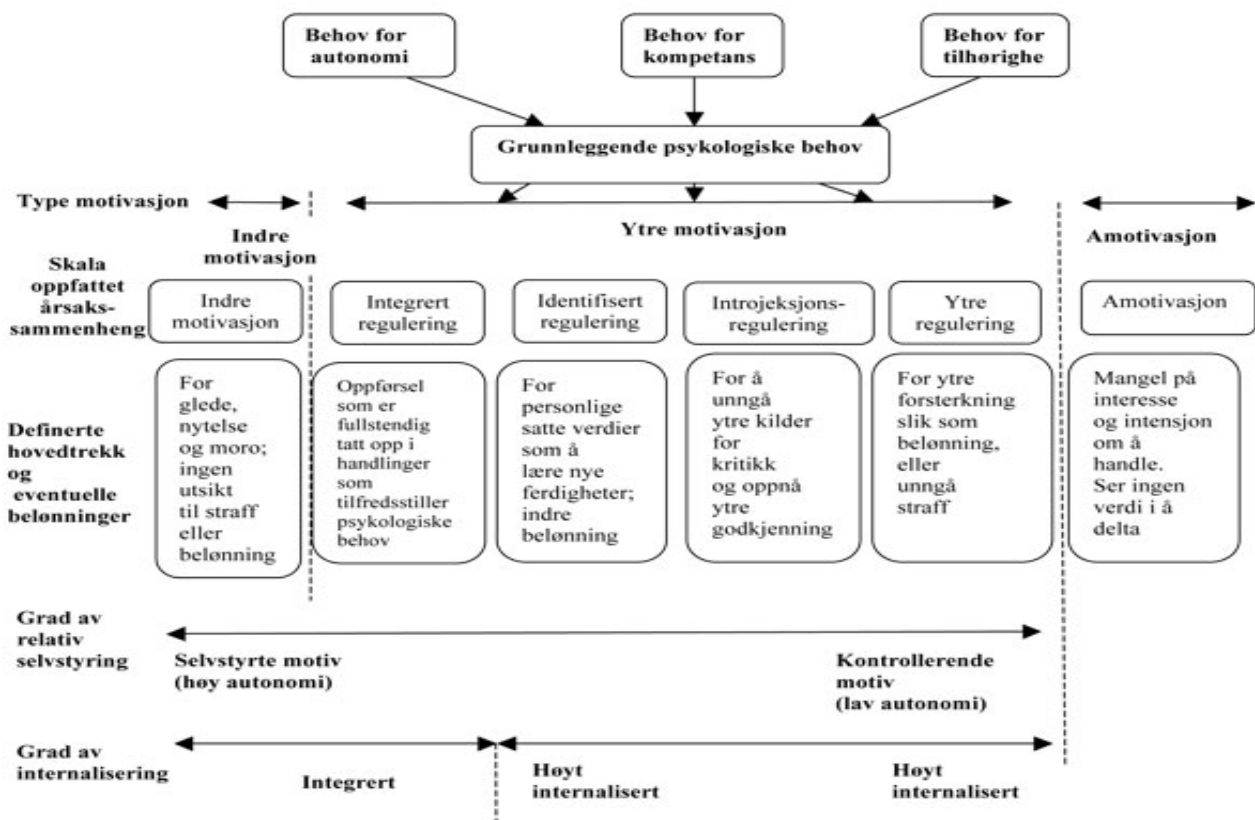 Behov for
autonomi
Behov for
kompetans
Behov for
tilhørighe
Grunnleggende psykologiske behov
Type motivasjon
Indre
motivasjon
Ytre motivasjon
Amotivasjon
Skala
oppfattet
årsaks-
sammenheng
Indre
motivasjon
Integrert
regulering
Identifisert
regulering
Introjeksjons-
regulering
Ytre
regulering
Amotivasjon
Definerte
hovedtrekk
og
eventuelle
belønninger
For
glede,
nytelse
og moro;
ingen
utsikt
til straff
eller
belønning
Oppførsel
som er
fullstendig
tatt opp i
handlinger
som
tilfredsstiller
psykologiske
behov
For
personlige
satte verdier
som å
lære nye
ferdigheter;
indre
belønning
For å
unngå
ytre kilder
for
kritikk
og oppnå
ytre
godkjenning
For ytre
forsterkning
slik som
belønning,
eller
unngå
straff
Mangel på
interesse
og intensjon
om å
handle.
Ser ingen
verdi i å
delta
Grad av
relativ
selvstyring
Selvstyrte motiv
(høy autonomi)
Kontrollerende
motiv
(lav autonomi)
Grad av
internalisering
Integrert
Høyt
internalisert
Høyt
internalisert